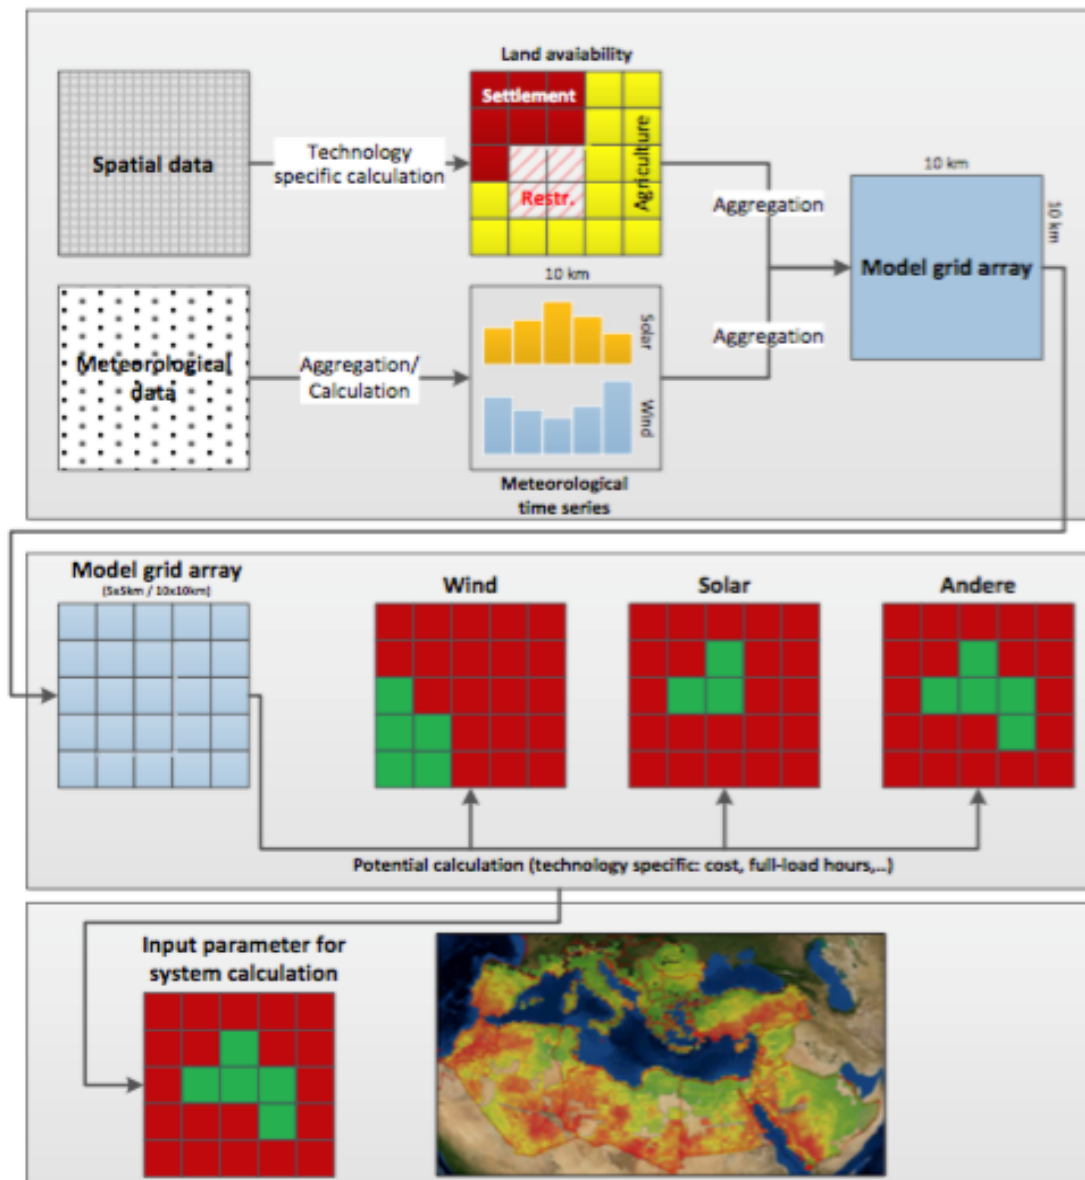 Land avaiability
Spatial data
Technology
specific calculation
Settlement
Restr.
Agriculture
Aggregation
10 km
10 km
Model grid array
10 km
Meteorological
data
Aggregation/
Calculation
Solar
Wind
Aggregation
Meteorological
time series
Model grid array
(5x5km / 10x10km)
Wind
Solar
Andere
Potential calculation (technology specific: cost, full-load hours,..)
Input parameter for
system calculation